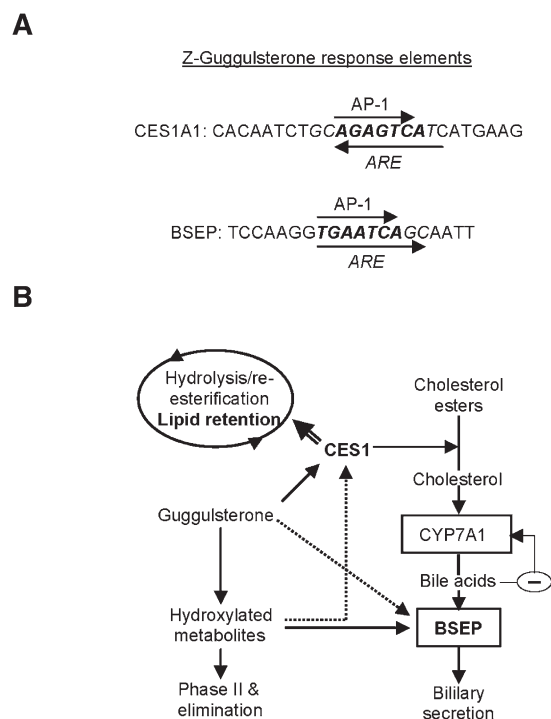 A
Z-Guggulsterone response elements
AP-1
CES1A1: CACAATCTGCAGAGTCATCATGAAG
ARE
AP-1
BSEP: TCCAAGGTGAATCAGCAATT
ARE
B
Hydrolysis/re-
esterification
Lipid retention
Cholesterol
esters
CES1
Cholesterol
Guggulsterone
CYP7A1
Bile acids
–
Hydroxylated
metabolites
BSEP
Phase II &
elimination
Bililary
secretion